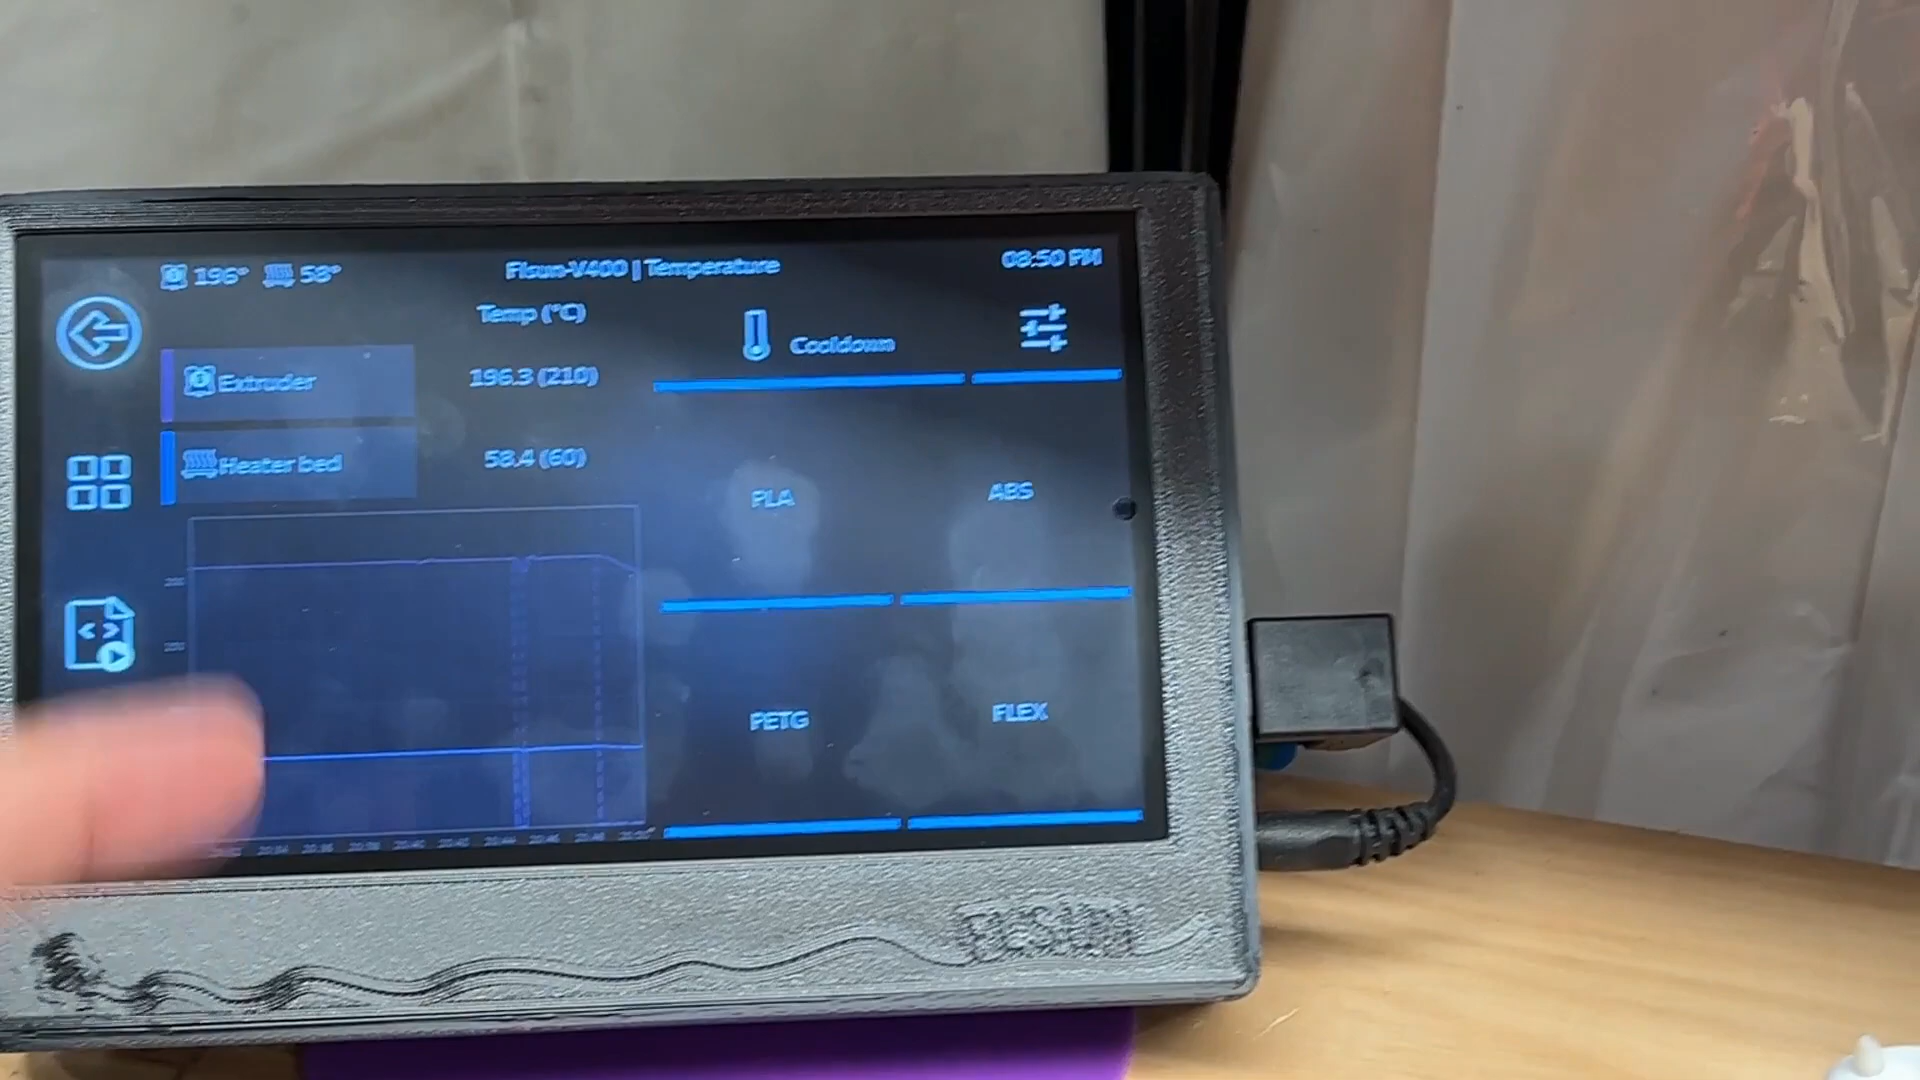 196° 58° Flsun-V400 | Temperature 08:50 PM
Temp (°C)
Cooldown
Extruder 196.3 (210)
Heater bed 58.4 (60)
PLA ABS
PETG FLEX
200
FLSUN